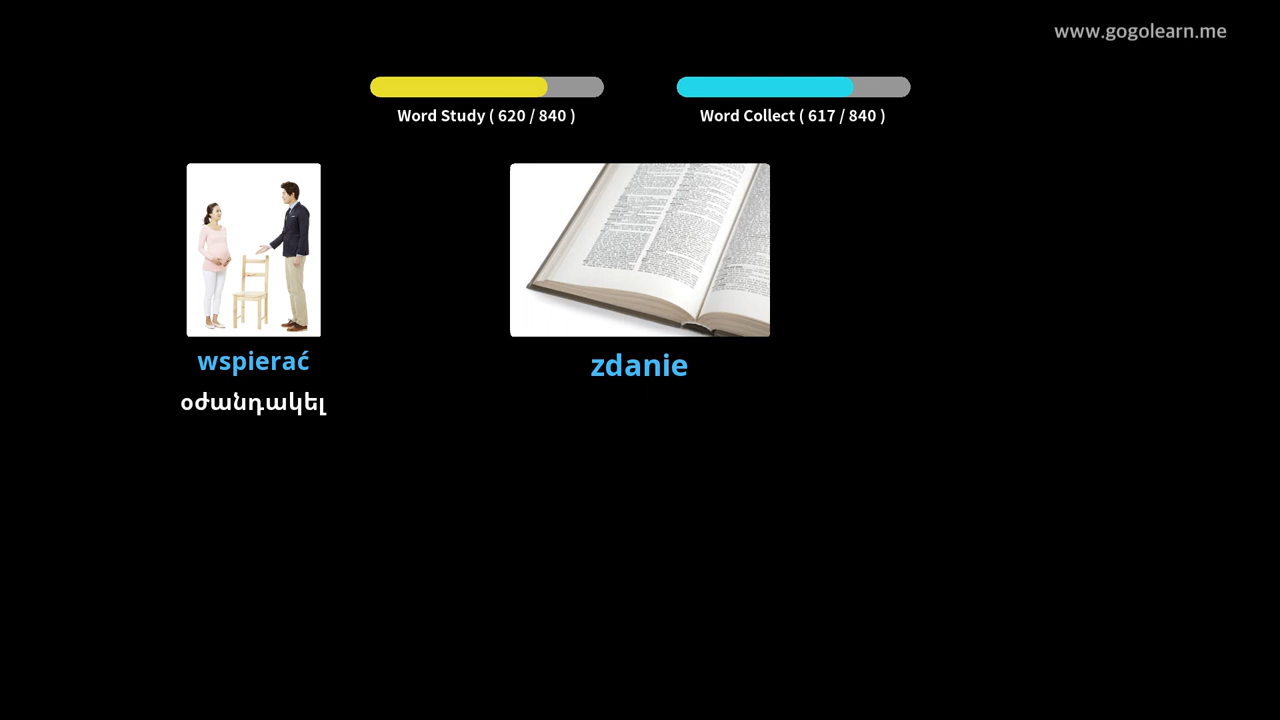 www.gogolearn.me
Word Study ( 620 / 840 )
Word Collect ( 617 / 840 )
wspierać
օժանդակել
zdanie